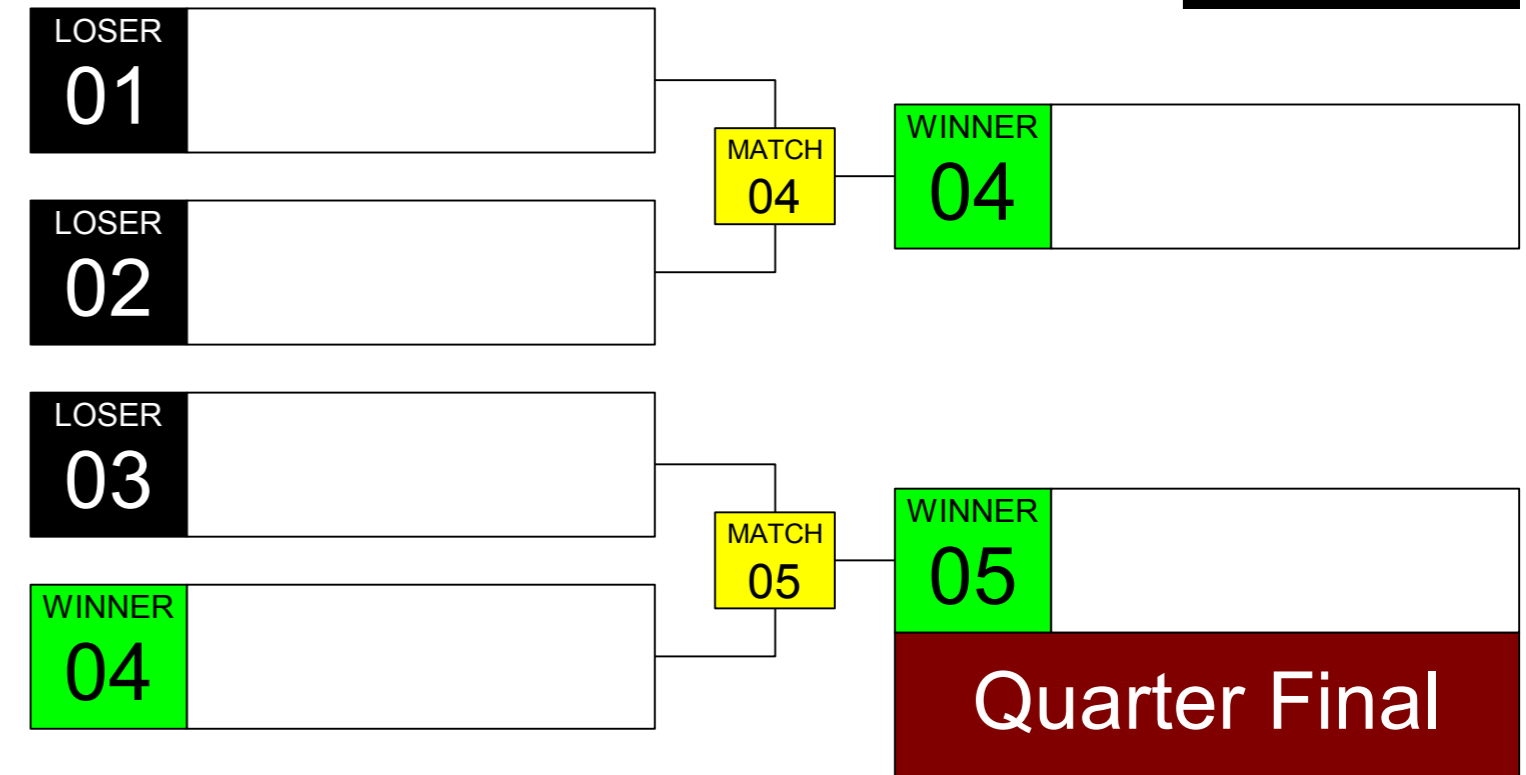 LOSER
01
LOSER
02
MATCH
04
WINNER
04
LOSER
03
WINNER
04
MATCH
05
WINNER
05
Quarter Final